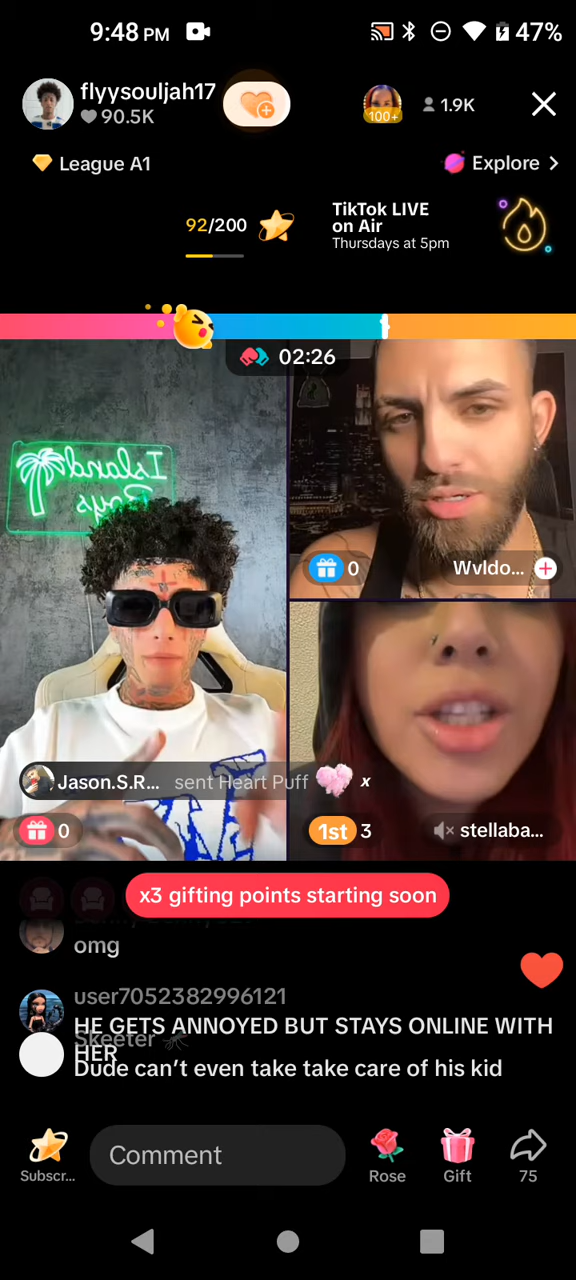 9:48 PM
47%
flyysouljah17
90.5K
100+
1.9K
League A1
Explore >
92/200
TikTok LIVE
on Air
Thursdays at 5pm
02:26
Island
Boys
0
Wvldo...
Jason.S.R... sent Heart Puff x
0
1st 3
stellaba...
x3 gifting points starting soon
omg
user7052382996121
HE GETS ANNOYED BUT STAYS ONLINE WITH
HER
Skeeter
Dude can't even take take care of his kid
Subscr...
Comment
Rose
Gift
75